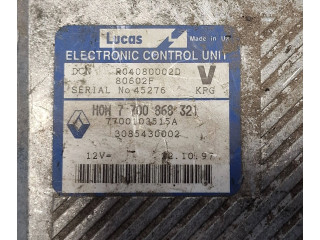 Lucas Made in
ELECTRONIC CONTROL UNIT
DCN R04080002D
80602F V
SERIAL No 45276 KPG
HOM 7 700 868 321
7700103515A
3085430002
12V= 22.10.97